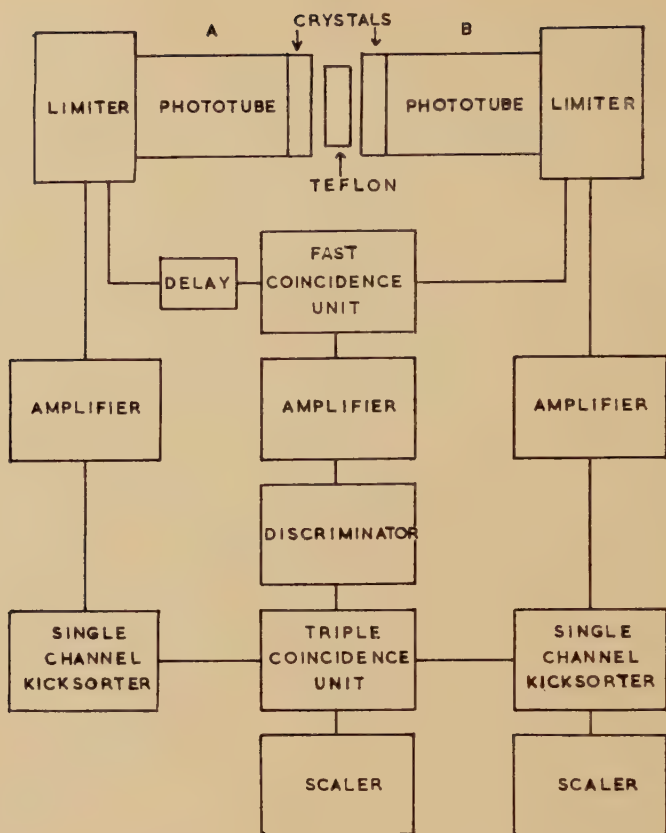 A
CRYSTALS
B
LIMITER
PHOTOTUBE
PHOTOTUBE
LIMITER
TEFLON
DELAY
FAST
COINCIDENCE
UNIT
AMPLIFIER
AMPLIFIER
AMPLIFIER
DISCRIMINATOR
SINGLE
CHANNEL
KICKSORTER
TRIPLE
COINCIDENCE
UNIT
SINGLE
CHANNEL
KICKSORTER
SCALER
SCALER